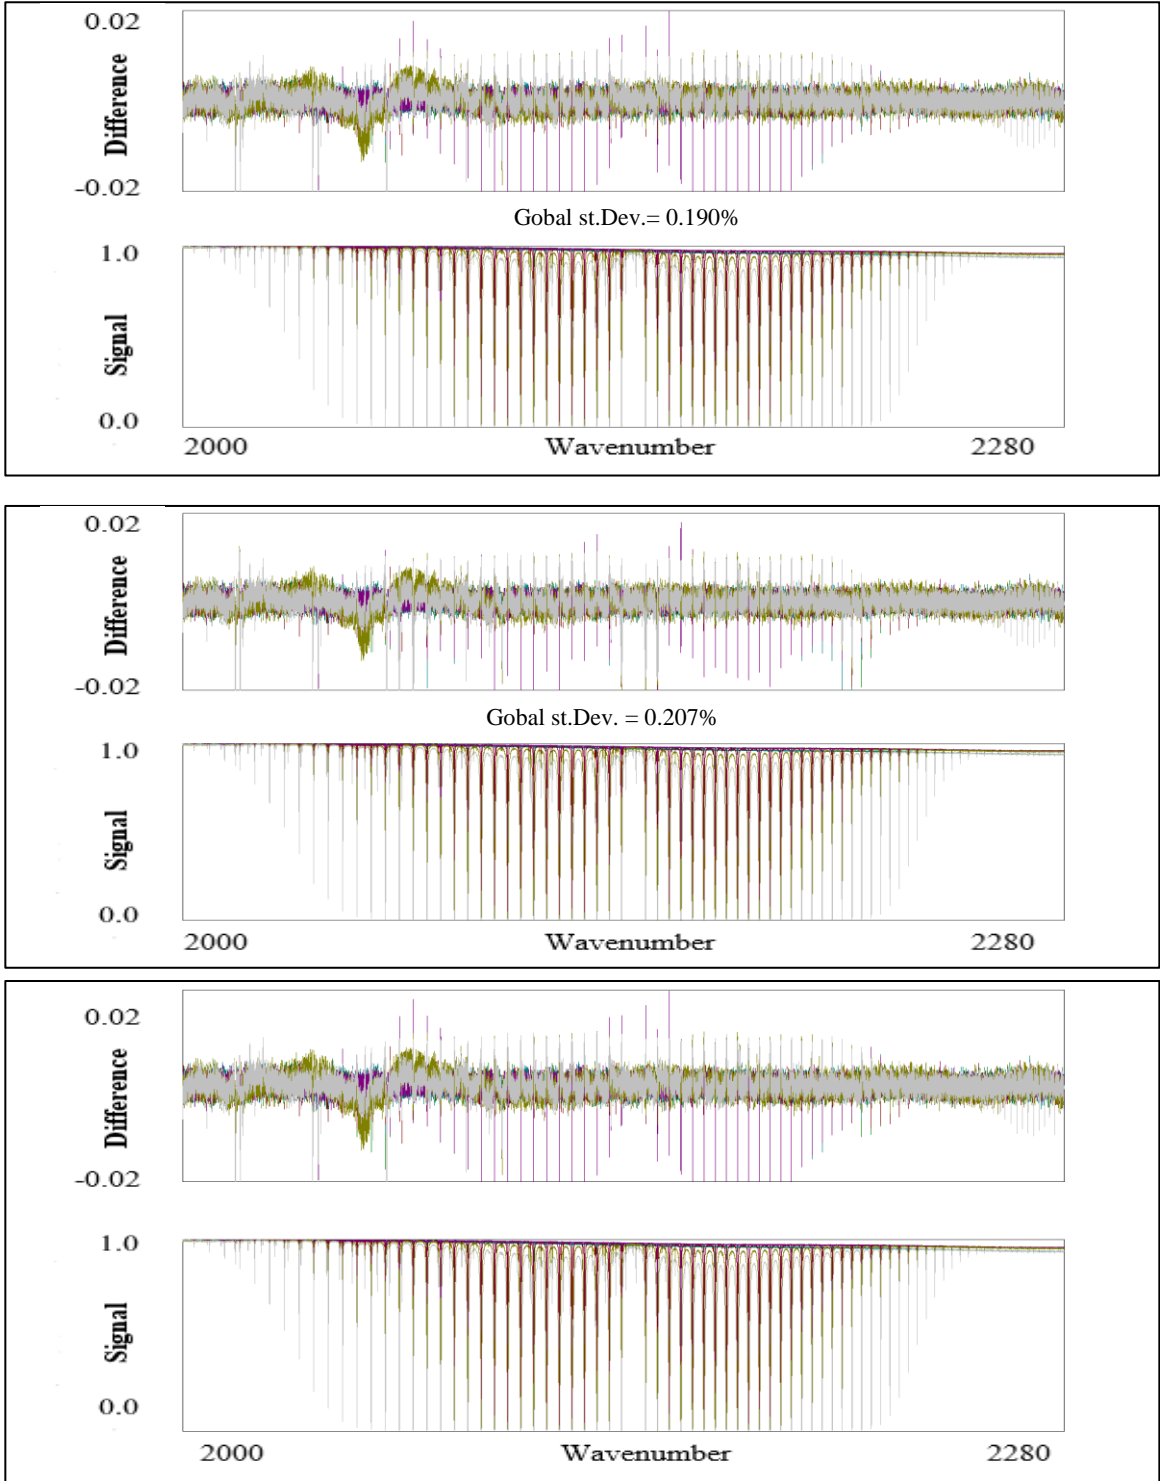 0.02
Difference
-0.02
Gobal st.Dev.= 0.190%
1.0
Signal
0.0
2000 Wavenumber 2280
0.02
Difference
-0.02
Gobal st.Dev. = 0.207%
1.0
Signal
0.0
2000 Wavenumber 2280
0.02
Difference
-0.02
1.0
Signal
0.0
2000 Wavenumber 2280